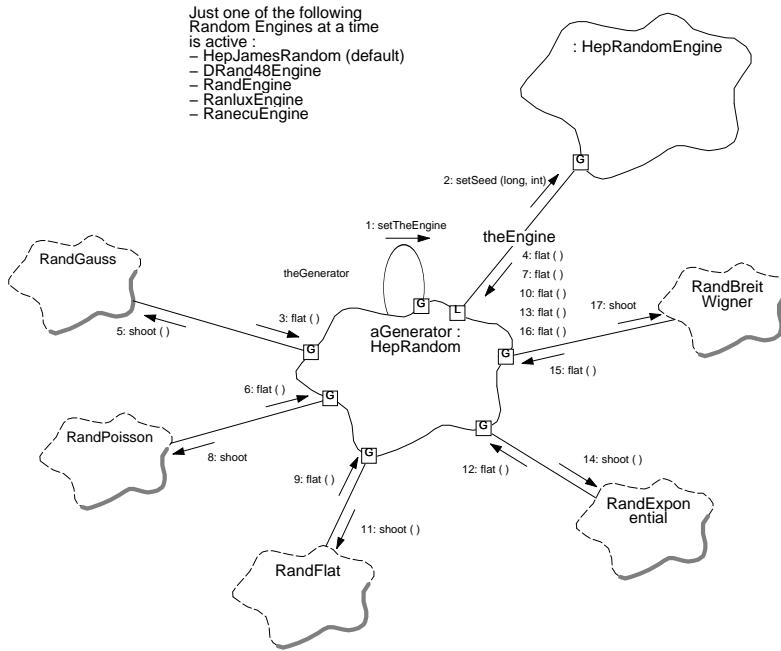 Just one of the following
Random Engines at a time
is active :
– HepJamesRandom (default)
– DRand48Engine
– RandEngine
– RanluxEngine
– RanecuEngine
: HepRandomEngine
G
2: setSeed (long, int)
1: setTheEngine
theEngine
4: flat ( )
7: flat ( )
10: flat ( )
13: flat ( )
16: flat ( )
theGenerator
RandGauss
RandBreit
Wigner
17: shoot
G
L
3: flat ( )
5: shoot ( )
aGenerator :
HepRandom
G
G
15: flat ( )
6: flat ( )
G
RandPoisson
8: shoot
G
12: flat ( )
14: shoot ( )
9: flat ( )
G
RandExpon
ential
11: shoot ( )
RandFlat